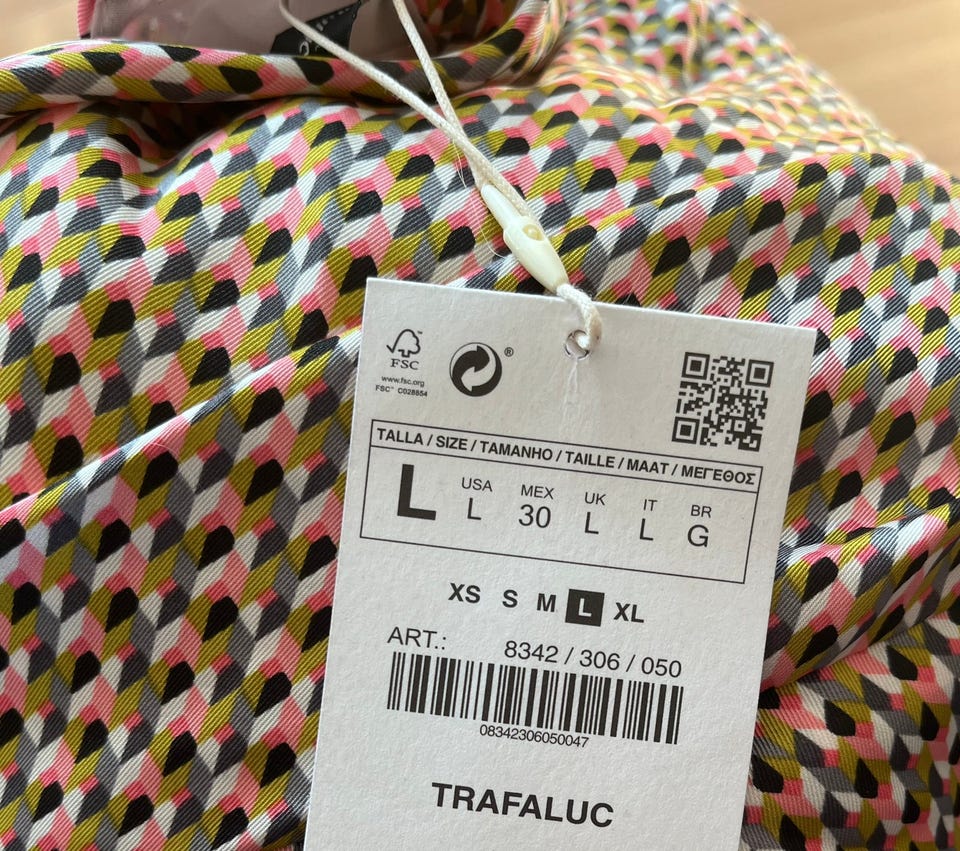 FSC
www.fsc.org
FSC™ C028854
®
TALLA / SIZE / TAMANHO / TAILLE / MAAT / ΜΕΓΕΘΟΣ
L
USA
L
MEX
30
UK
L
IT
L
BR
G
XS S M L XL
ART.: 8342 / 306 / 050
08342306050047
TRAFALUC